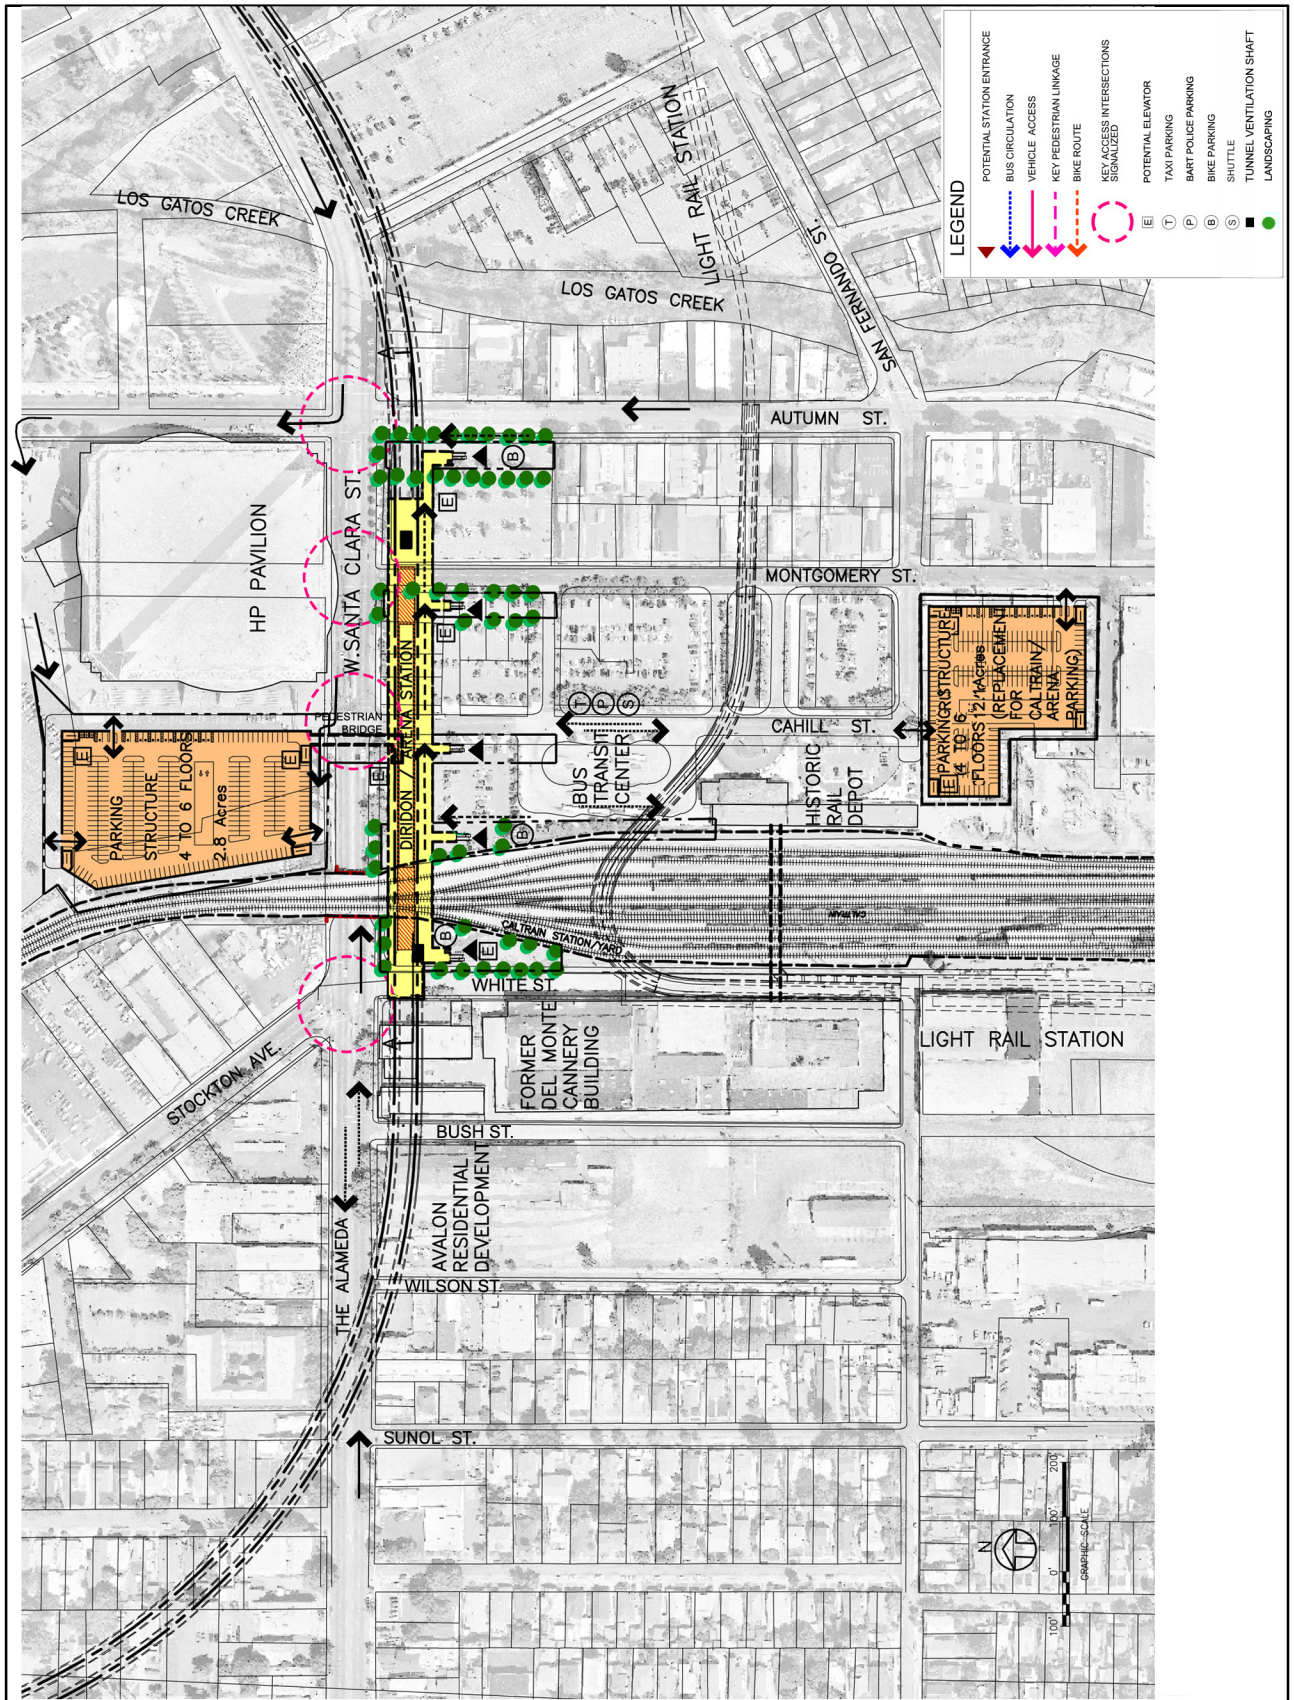 LEGEND
POTENTIAL STATION ENTRANCE
BUS CIRCULATION
VEHICLE ACCESS
KEY PEDESTRIAN LINKAGE
BIKE ROUTE
KEY ACCESS INTERSECTIONS
SIGNALIZED
E POTENTIAL ELEVATOR
T TAXI PARKING
P BART POLICE PARKING
B BIKE PARKING
S SHUTTLE
TUNNEL VENTILATION SHAFT
LANDSCAPING
LOS GATOS CREEK
LIGHT RAIL STATION
LOS GATOS CREEK
SAN FERNANDO ST.
A
AUTUMN ST.
B
E
HP PAVILION
W.SANTA CLARA ST.
MONTGOMERY ST.
E
DIRIDON / ARENA STATION
PEDESTRIAN
BRIDGE
T
P
S
CAHILL ST.
E
E
E
PARKING
STRUCTURE
4 TO 6 FLOORS
2.8 Acres
BUS
TRANSIT
CENTER
HISTORIC
RAIL
DEPOT
E
E
PARKING STRUCTURE
(4 TO 6
FLOORS)2.1 Acres
(REPLACEMENT
FOR
CALTRAIN/
ARENA
PARKING)
B
B
E
CALTRAIN STATION/YARD
CALTRAIN
WHITE ST.
A
STOCKTON AVE.
FORMER
DEL MONTE
CANNERY
BUILDING
LIGHT RAIL STATION
BUSH ST.
AVALON
RESIDENTIAL
DEVELOPMENT
THE ALAMEDA
WILSON ST.
SUNOL ST.
N
100' 0' 100' 200'
GRAPHIC SCALE